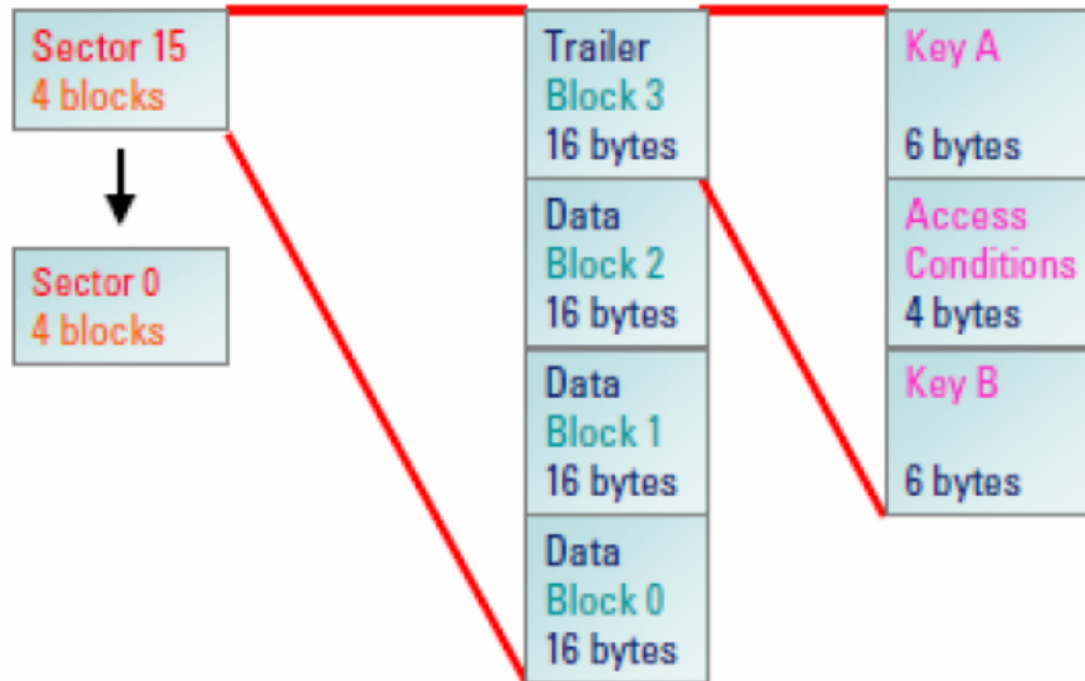 Sector 15
4 blocks
Sector 0
4 blocks
Trailer
Block 3
16 bytes
Data
Block 2
16 bytes
Data
Block 1
16 bytes
Data
Block 0
16 bytes
Key A
6 bytes
Access
Conditions
4 bytes
Key B
6 bytes